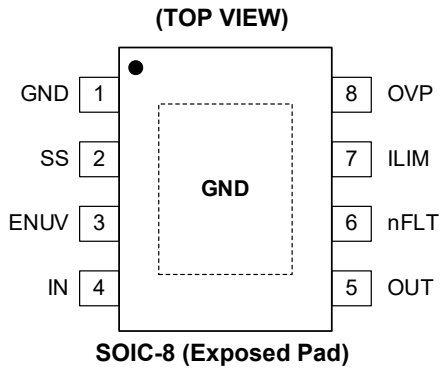 (TOP VIEW)
GND 1 8 OVP
SS 2 7 ILIM
GND
ENUV 3 6 nFLT
IN 4 5 OUT
SOIC-8 (Exposed Pad)